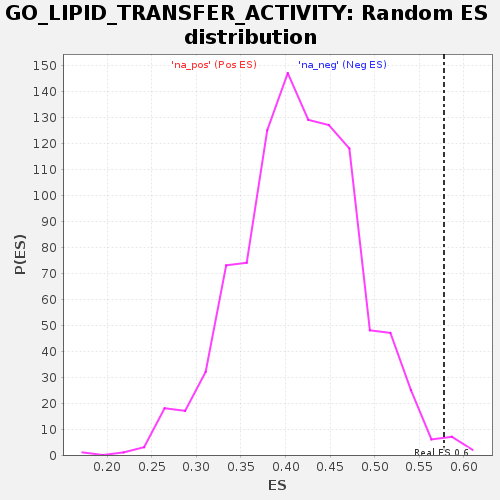 GO_LIPID_TRANSFER_ACTIVITY: Random ES
distribution
'na_pos' (Pos ES) 'na_neg' (Neg ES)
150
140
130
120
110
100
90
80
70
60
50
40
30
20
10
0
P(ES)
Real ES 0.6
0.20 0.25 0.30 0.35 0.40 0.45 0.50 0.55 0.60
ES